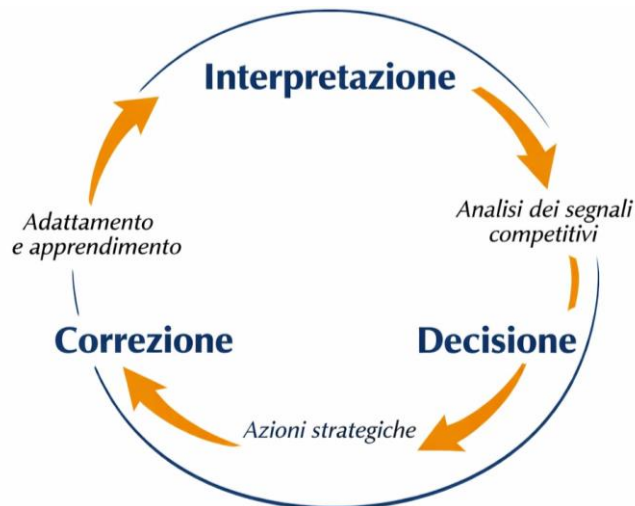 Interpretazione
Analisi dei segnali
competitivi
Decisione
Azioni strategiche
Correzione
Adattamento
e apprendimento